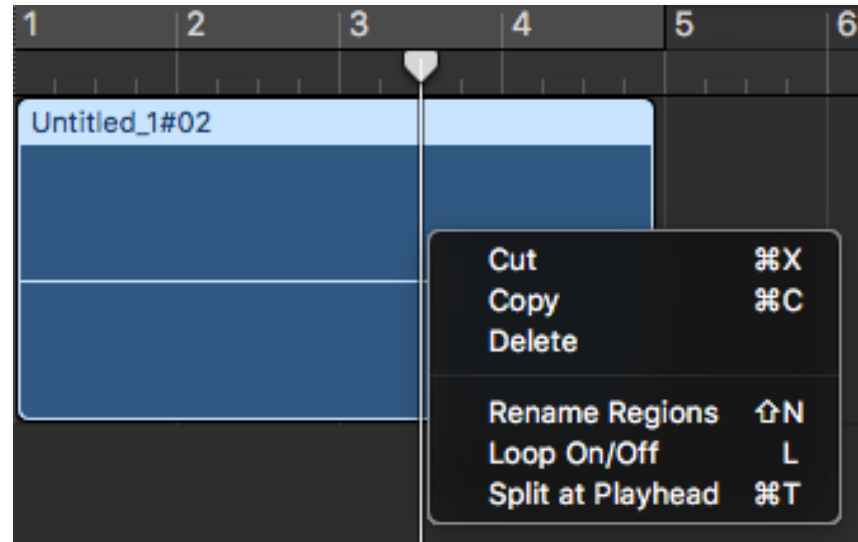 1 2 3 4 5 6
Untitled_1#02
Cut ⌘X
Copy ⌘C
Delete
Rename Regions ⇧N
Loop On/Off L
Split at Playhead ⌘T